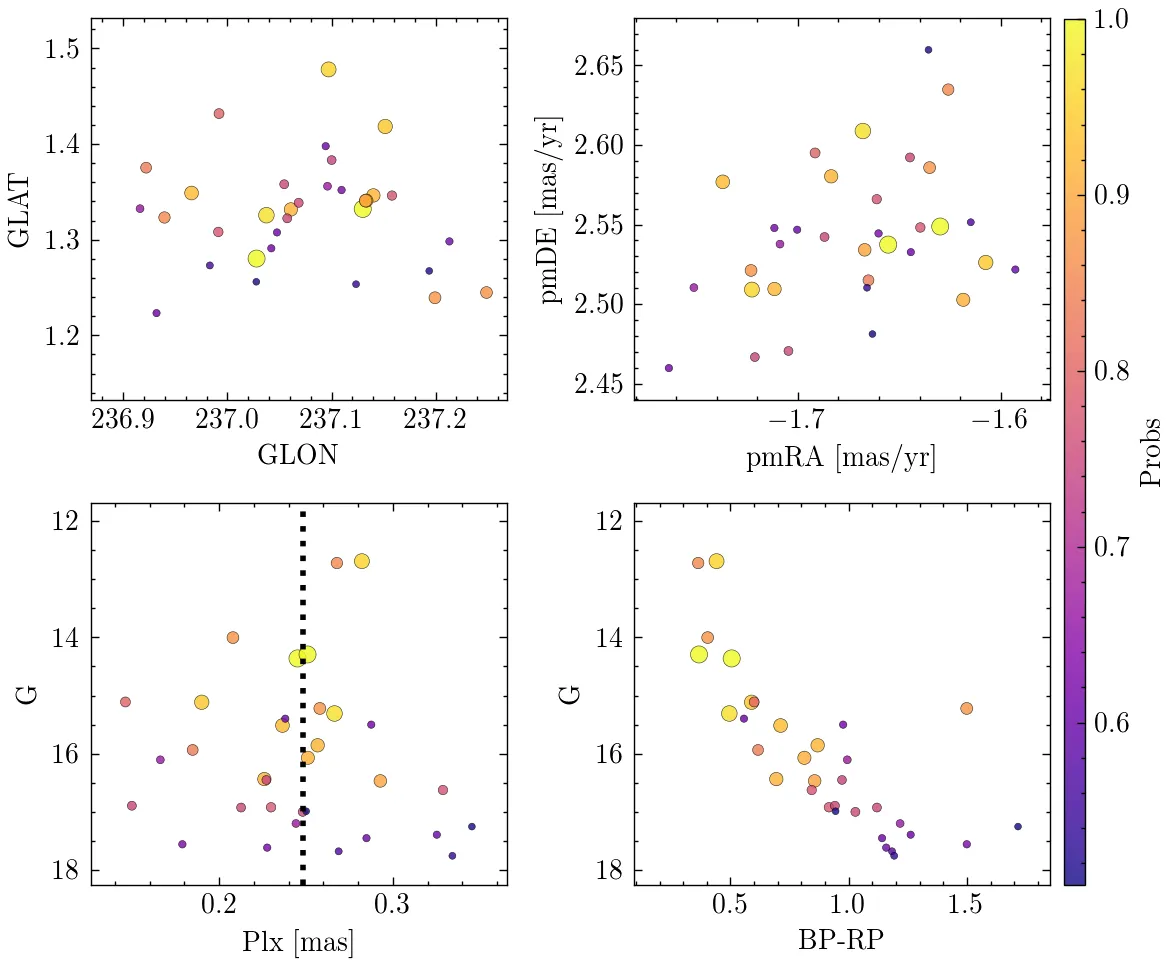 1.5
1.4
1.3
1.2
GLAT
236.9 237.0 237.1 237.2
GLON
2.65
2.60
2.55
2.50
2.45
pmDE [mas/yr]
−1.7 −1.6
pmRA [mas/yr]
12
14
16
18
G
0.2 0.3
Plx [mas]
12
14
16
18
G
0.5 1.0 1.5
BP-RP
1.0
0.9
0.8
0.7
0.6
Probs